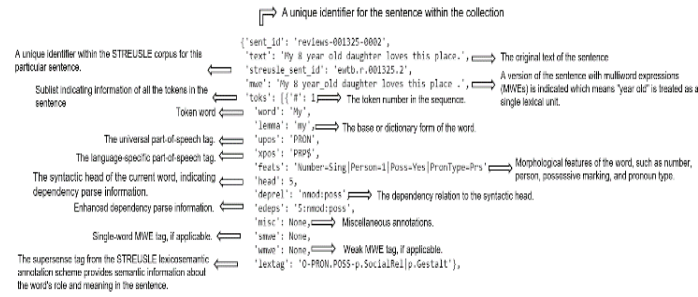 A unique identifier for the sentence within the collection
{'sent_id': 'reviews-001325-0002',
'text': 'My 8 year old daughter loves this place.',
The original text of the sentence
A unique identifier within the STREUSLE corpus for this particular sentence.
'streusle_sent_id': 'ewtb.r.001325.2',
'mwe': 'My 8 year_old daughter loves this place .',
A version of the sentence with multiword expressions (MWEs) is indicated which means "year old" is treated as a single lexical unit.
Sublist indicating information of all the tokens in the sentence
'toks': [{'#': 1,
The token number in the sequence.
Token word
'word': 'My',
'lemma': 'my',
The base or dictionary form of the word.
The universal part-of-speech tag.
'upos': 'PRON',
The language-specific part-of-speech tag.
'xpos': 'PRP$',
'feats': 'Number=Sing|Person=1|Poss=Yes|PronType=Prs'
Morphological features of the word, such as number, person, possessive marking, and pronoun type.
The syntactic head of the current word, indicating dependency parse information.
'head': 5,
'deprel': 'nmod:poss'
The dependency relation to the syntactic head.
Enhanced dependency parse information.
'edeps': '5:nmod:poss',
'misc': None,
Miscellaneous annotations.
Single-word MWE tag, if applicable.
'smwe': None,
'wmwe': None,
Weak MWE tag, if applicable.
The supersense tag from the STREUSLE lexicosemantic annotation scheme provides semantic information about the word's role and meaning in the sentence.
'lextag': 'O-PRON.POSS-p.SocialRel|p.Gestalt'},